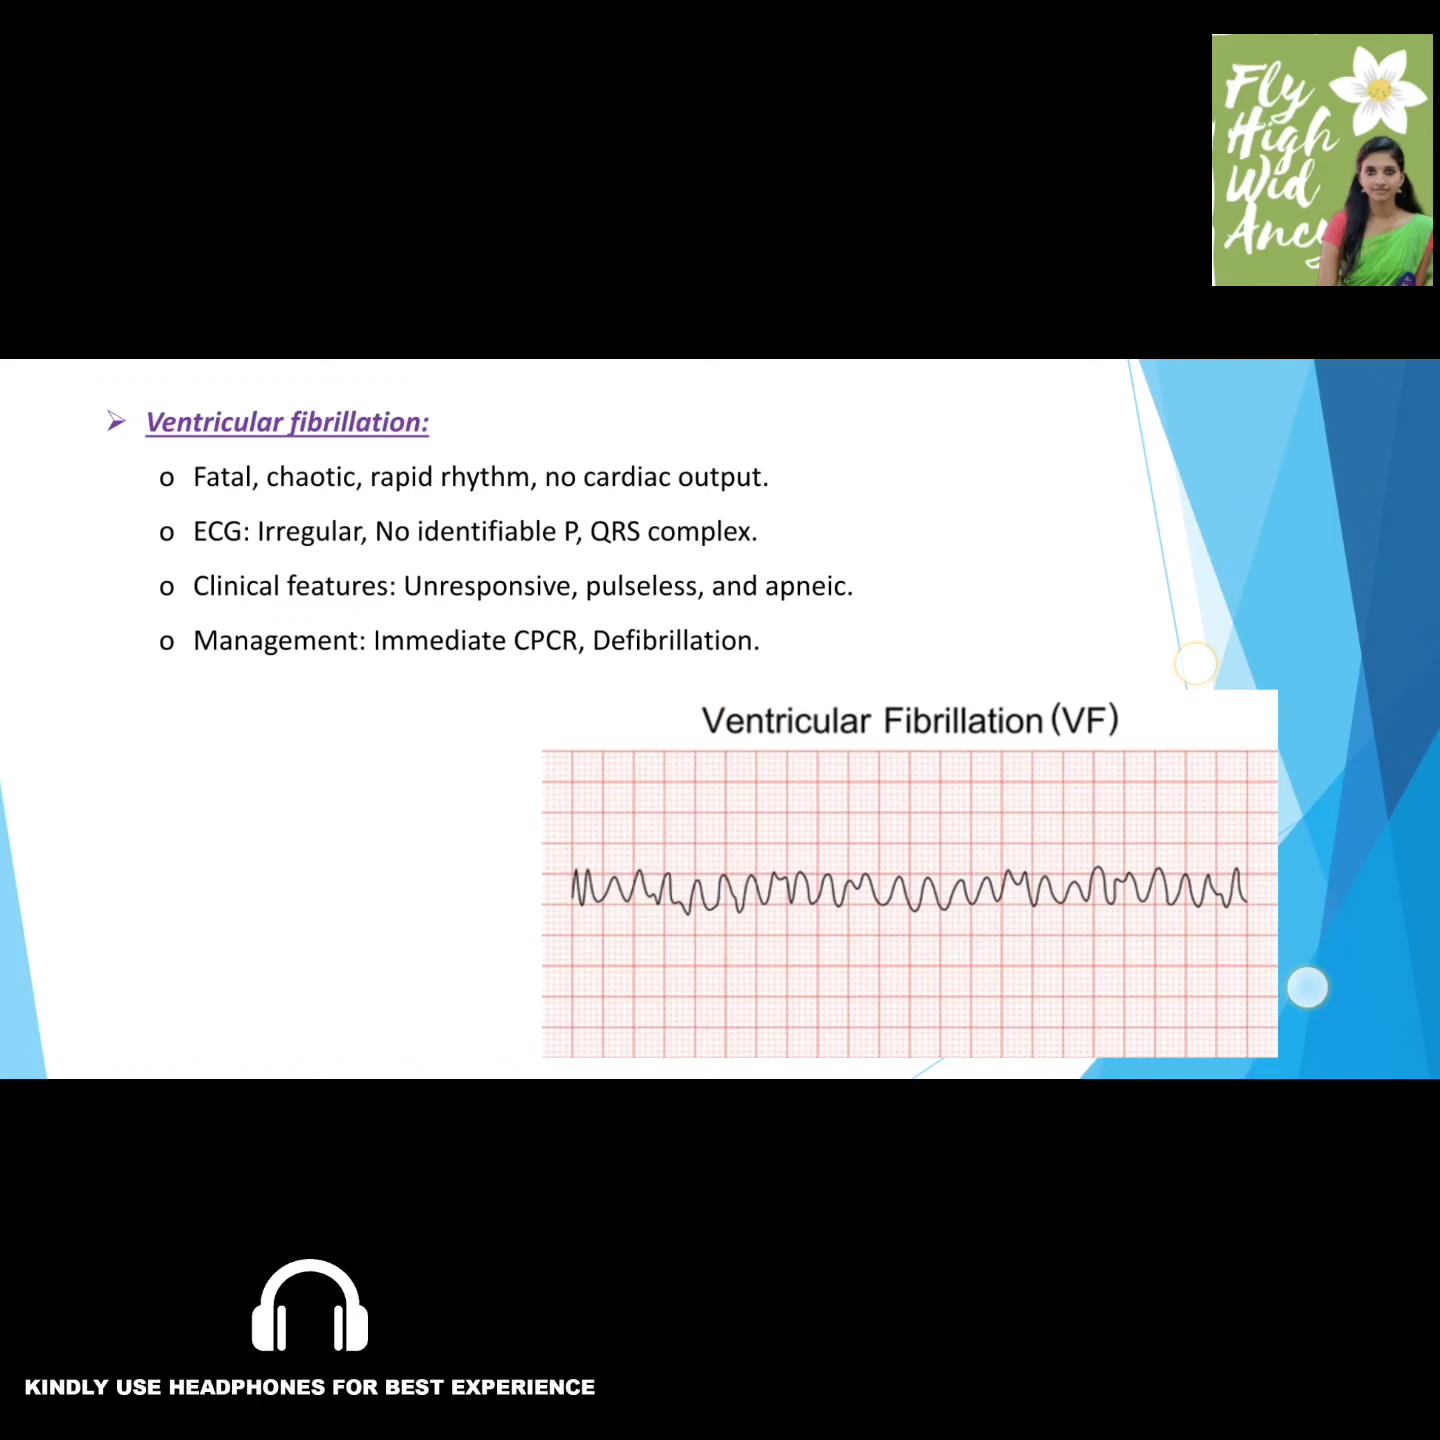 Fly
High
Wid
Ancy
➢ Ventricular fibrillation:
o Fatal, chaotic, rapid rhythm, no cardiac output.
o ECG: Irregular, No identifiable P, QRS complex.
o Clinical features: Unresponsive, pulseless, and apneic.
o Management: Immediate CPCR, Defibrillation.
Ventricular Fibrillation (VF)
KINDLY USE HEADPHONES FOR BEST EXPERIENCE